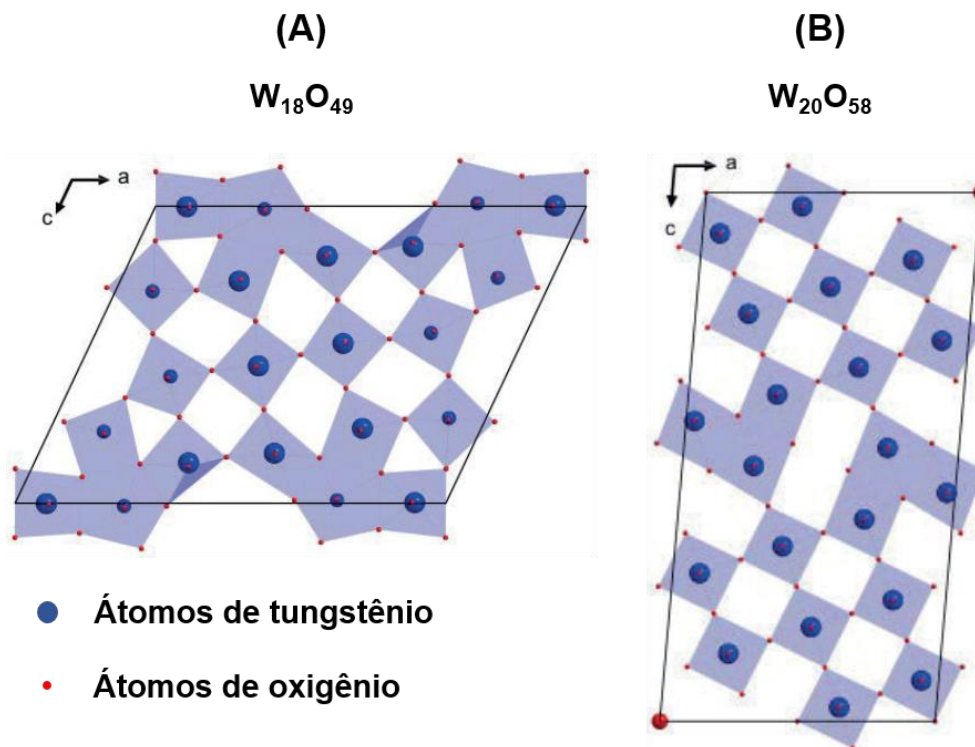 (A)
(B)
W₁₈O₄₉
W₂₀O₅₈
a
c
a
c
Átomos de tungstênio
Átomos de oxigênio